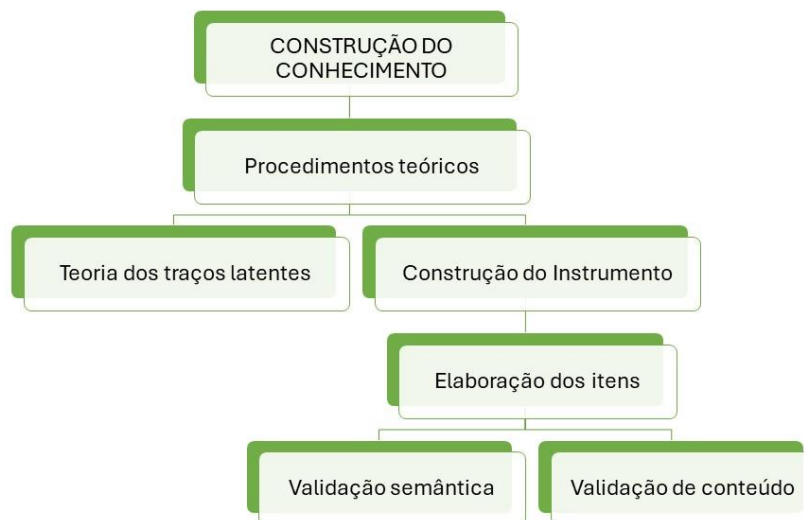 CONSTRUÇÃO DO
CONHECIMENTO
Procedimentos teóricos
Teoria dos traços latentes
Construção do Instrumento
Elaboração dos itens
Validação semântica
Validação de conteúdo